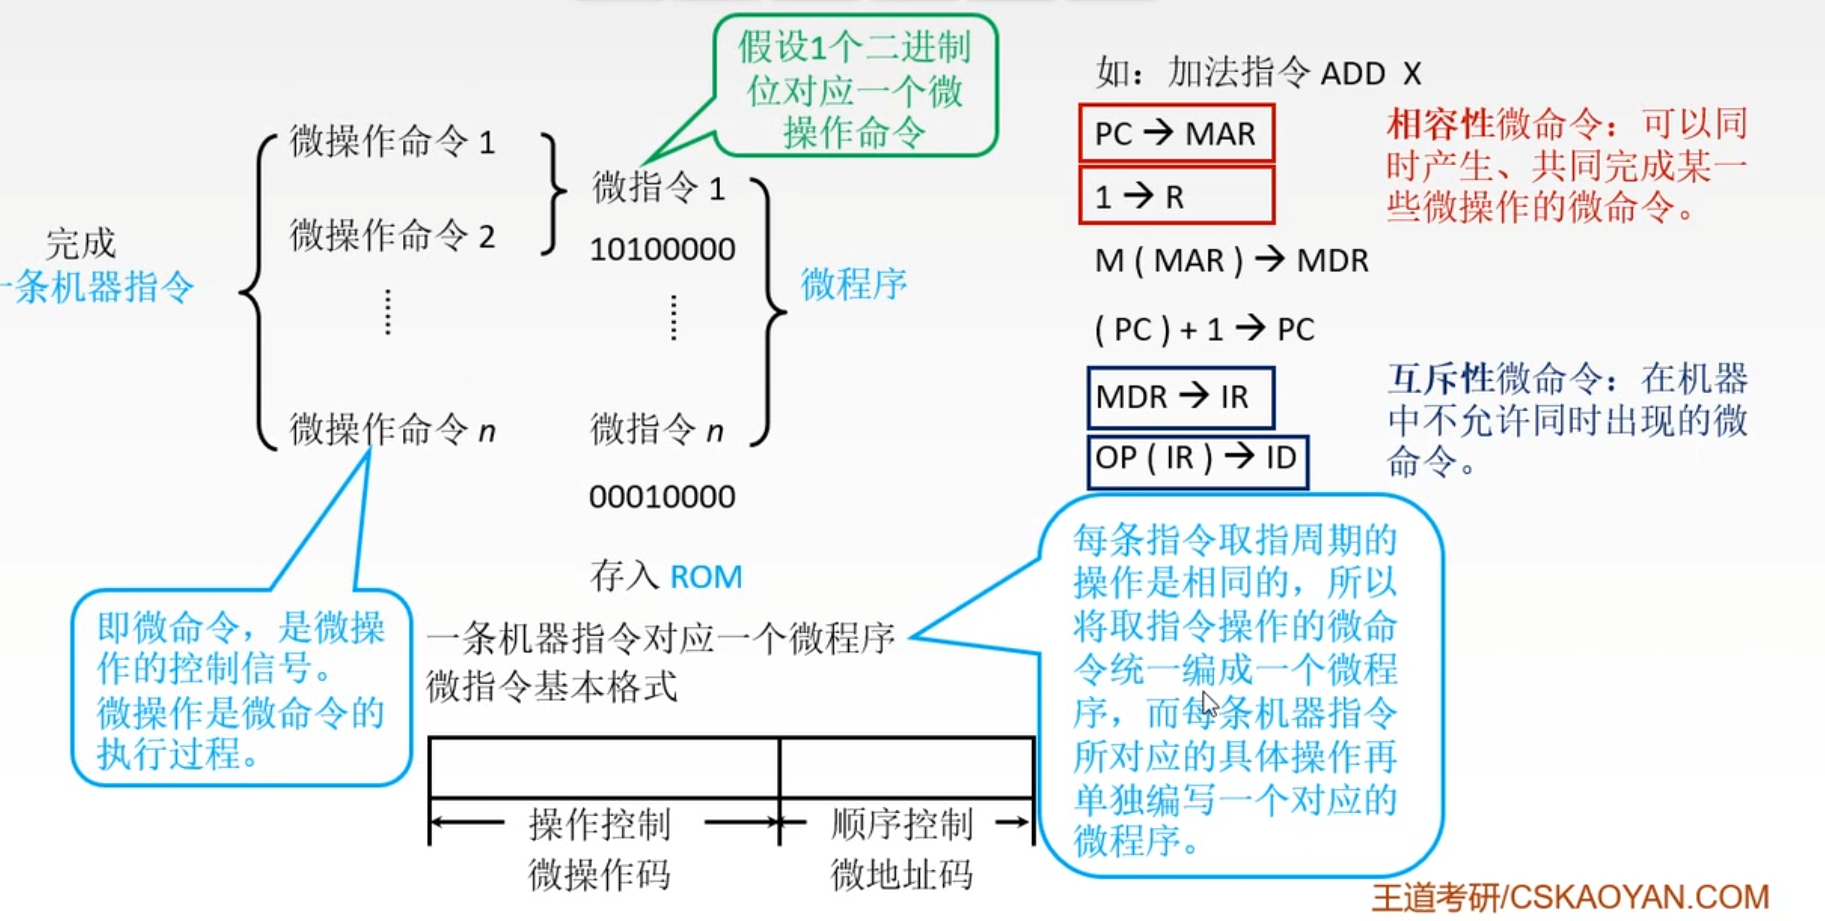 假设1个二进制
位对应一个微
操作命令
完成
一条机器指令
微操作命令 1
微操作命令 2
微操作命令 n
微指令 1
10100000
微指令 n
00010000
微程序
存入 ROM
一条机器指令对应一个微程序
微指令基本格式
操作控制
微操作码
顺序控制
微地址码
即微命令，是微操
作的控制信号。
微操作是微命令的
执行过程。
如：加法指令 ADD X
PC → MAR
1 → R
M ( MAR ) → MDR
( PC ) + 1 → PC
MDR → IR
OP ( IR ) → ID
相容性微命令：可以同
时产生、共同完成某一
些微操作的微命令。
互斥性微命令：在机器
中不允许同时出现的微
命令。
每条指令取指周期的
操作是相同的，所以
将取指令操作的微命
令统一编成一个微程
序，而每条机器指令
所对应的具体操作再
单独编写一个对应的
微程序。
王道考研/CSKAOYAN.COM